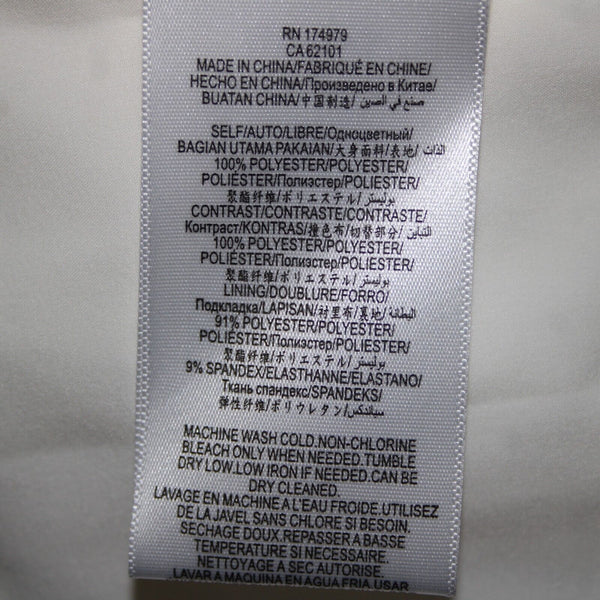 RN 174979
CA 62101
MADE IN CHINA/FABRIQUÉ EN CHINE/
HECHO EN CHINA/Произведено в Китае/
BUATAN CHINA/中国制造/ صنع في الصين
SELF/AUTO/LIBRE/Одноцветный/
BAGIAN UTAMA PAKAIAN/大身面料/表地/ الذات
100% POLYESTER/POLYESTER/
POLIÉSTER/Полиэстер/POLYESTER/
聚酯纤维/ポリエステル/بوليستر
CONTRAST/CONTRASTE/CONTRASTE/
Контраст/KONTRAS/撞色布/切替部分/ التباين
100% POLYESTER/POLYESTER/
POLIÉSTER/Полиэстер/POLYESTER/
聚酯纤维/ポリエステル/بوليستر
LINING/DOUBLURE/FORRO/
Подкладка/LAPISAN/衬里布/裏地/ البطانة
91% POLYESTER/POLYESTER/
POLIÉSTER/Полиэстер/POLYESTER/
聚酯纤维/ポリエステル/بوليستر
9% SPANDEX/ELASTHANNE/ELASTANO/
Ткань спандекс/SPANDEKS/
弹性纤维/ポリウレタン/سباندكس
MACHINE WASH COLD.NON-CHLORINE
BLEACH ONLY WHEN NEEDED.TUMBLE
DRY LOW.LOW IRON IF NEEDED.CAN BE
DRY CLEANED.
LAVAGE EN MACHINE A L'EAU FROIDE.UTILISEZ
DE LA JAVEL SANS CHLORE SI BESOIN.
SECHAGE DOUX.REPASSER A BASSE
TEMPERATURE SI NECESSAIRE.
NETTOYAGE A SEC AUTORISE.
LAVAR A MAQUINA EN AGUA FRIA.USAR